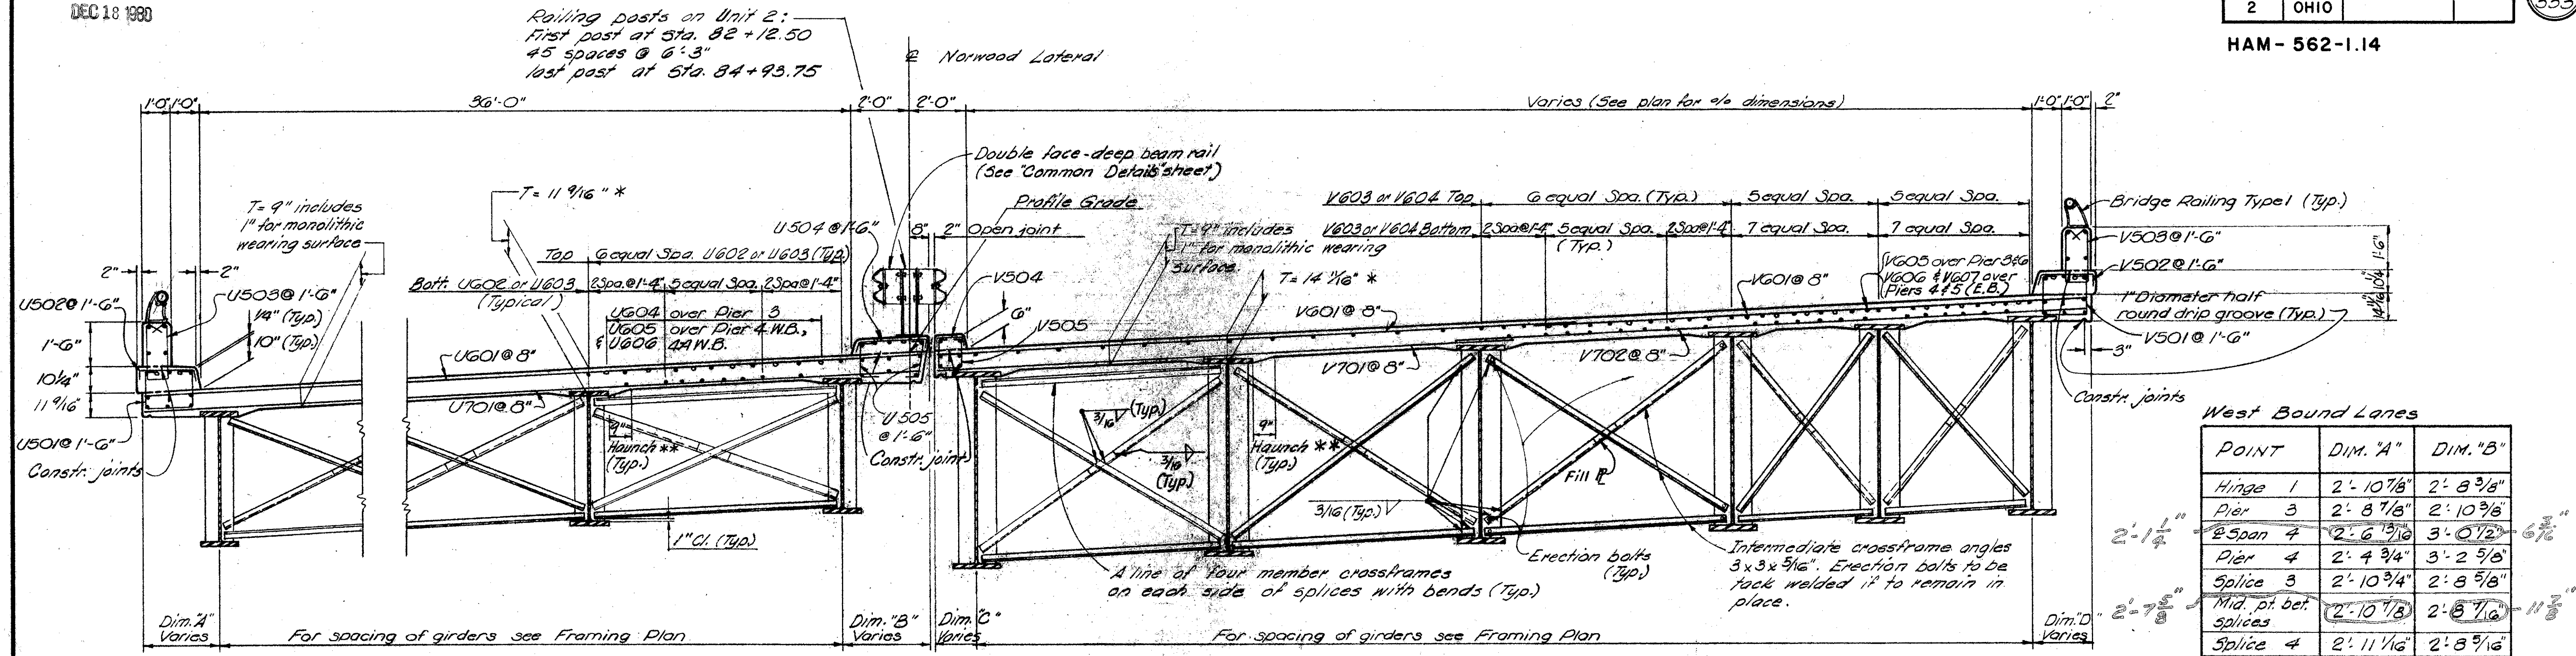 DEC 18 1980
2 OHIO
HAM-562-1.14
Railing posts on Unit 2:
First post at Sta. 82+12.50
45 spaces @ 6'-3"
last post at Sta. 84+93.75
℄ Norwood Lateral
1'-0" 1'-0"
36'-0"
2'-0" 2'-0"
Varies (See plan for o/o dimensions)
1'-0" 1'-0" 2"
Double face-deep beam rail
(See "Common Details" sheet)
T= 9" includes
1" for monolithic
wearing surface
T= 11 9/16" *
U504 @ 1'-6"
Profile Grade
8" 2" Open joint
T=9" includes
1" for monolithic wearing
surface.
V603 or V604 Top
6 equal Spa. (Typ.)
5 equal Spa.
5 equal Spa.
V603 or V604 Bottom
2Spa@1'-4"
5 equal Spa.
(Typ.)
2Spa@1'-4"
7 equal Spa.
7 equal Spa.
Bridge Railing Type 1 (Typ.)
V503@1'-6"
V502@1'-6"
1'-6"
10 1/4"
1" Diameter half
round drip groove (Typ.)
V501@ 1'-6"
3"
Constr. joints
Top 6 equal Spa. U602 or U603 (Typ.)
Bott. U602 or U603
(Typical)
2Spa.@1'-4"
5 equal Spa.
2Spa@1'-4"
2"
2"
U502@1'-6"
U503@ 1'-6"
1/4" (Typ.)
10" (Typ.)
1'-6"
10 1/4"
11 9/16"
U501@ 1'-6"
Constr. joints
U604 over Pier 3
U605 over Pier 4 W.B.,
& U606 4A W.B.
U601@8"
U701@8"
V504
6"
V505
U505
@ 1'-6"
Constr. joint
T= 14 1/16" *
V601@ 8"
V601@ 8"
V605 over Pier 3&6
V606 & V607 over
Piers 4&5 (E.B.)
V701@8"
V702@8"
9"
Haunch **
(Typ.)
1" Cl. (Typ.)
3/16 (Typ.)
3/16
(Typ.)
9"
Haunch **
(Typ.)
Fill ℄
3/16 (Typ.)
A line of four member crossframes
on each side of splices with bends (Typ.)
Erection bolts
(Typ.)
Intermediate crossframe angles
3x3x5/16". Erection bolts to be
tack welded if to remain in
place.
Dim. "A"
Varies
For spacing of girders see Framing Plan
Dim. "B"
Varies
Dim. "C"
Varies
For spacing of girders see Framing Plan
Dim. "D"
Varies
West Bound Lanes
POINT DIM. "A" DIM. "B"
Hinge 1 2'-10 7/8" 2'-8 3/8"
Pier 3 2'-8 7/8" 2'-10 3/8"
2'-1 1/4" ℄ Span 4 2'-6 13/16 3'-0 1/2"
Pier 4 2'-4 3/4" 3'-2 5/8"
Splice 3 2'-10 3/4" 2'-8 5/8"
2'-7 5/8" Mid. pt. bet. splices 2'-10 7/8 2'-8 7/16" 11 7/8"
Splice 4 2'-11 1/16" 2'-8 5/16"